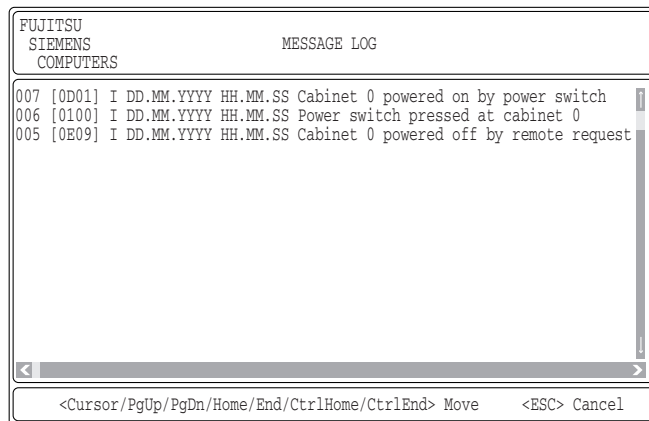 FUJITSU
SIEMENS
COMPUTERS
MESSAGE LOG
007 [0D01] I DD.MM.YYYY HH.MM.SS Cabinet 0 powered on by power switch
006 [0100] I DD.MM.YYYY HH.MM.SS Power switch pressed at cabinet 0
005 [0E09] I DD.MM.YYYY HH.MM.SS Cabinet 0 powered off by remote request
<Cursor/PgUp/PgDn/Home/End/CtrlHome/CtrlEnd> Move <ESC> Cancel